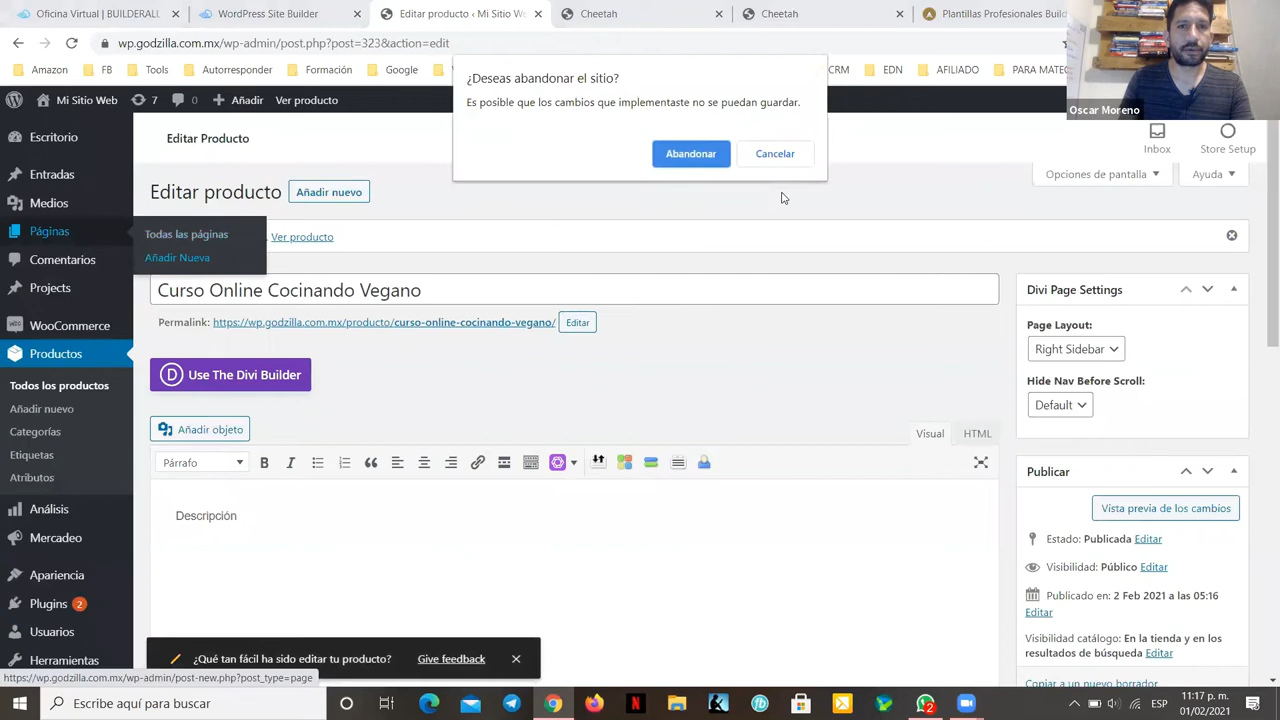 Oficina Virtual | BUILDERALL
WordPress Site Builder
Editar producto ‹ Mi Sitio Web
Cheetah
Cheetah
Plantillas Profesionales Buil
wp.godzilla.com.mx/wp-admin/post.php?post=323&action=edit
Amazon
FB
Tools
Autorresponder
Formación
Google
CRM
EDN
AFILIADO
PARA MATEO
¿Deseas abandonar el sitio?
Es posible que los cambios que implementaste no se puedan guardar.
Abandonar
Cancelar
Oscar Moreno
Mi Sitio Web
7
0
Añadir
Ver producto
Escritorio
Entradas
Medios
Páginas
Todas las páginas
Añadir Nueva
Comentarios
Projects
WooCommerce
Productos
Todos los productos
Añadir nuevo
Categorías
Etiquetas
Atributos
Análisis
Mercadeo
Apariencia
Plugins 2
Usuarios
Herramientas
Editar Producto
Inbox
Store Setup
Opciones de pantalla
Ayuda
Editar producto
Añadir nuevo
Ver producto
Curso Online Cocinando Vegano
Permalink: https://wp.godzilla.com.mx/producto/curso-online-cocinando-vegano/ Editar
D Use The Divi Builder
Añadir objeto
Visual
HTML
Párrafo
Descripción
Divi Page Settings
Page Layout:
Right Sidebar
Hide Nav Before Scroll:
Default
Publicar
Vista previa de los cambios
Estado: Publicada Editar
Visibilidad: Público Editar
Publicado en: 2 Feb 2021 a las 05:16
Editar
Visibilidad catálogo: En la tienda y en los
resultados de búsqueda Editar
Copiar a un nuevo borrador
¿Qué tan fácil ha sido editar tu producto?
Give feedback
https://wp.godzilla.com.mx/wp-admin/post-new.php?post_type=page
Escribe aquí para buscar
ESP
11:17 p. m.
01/02/2021